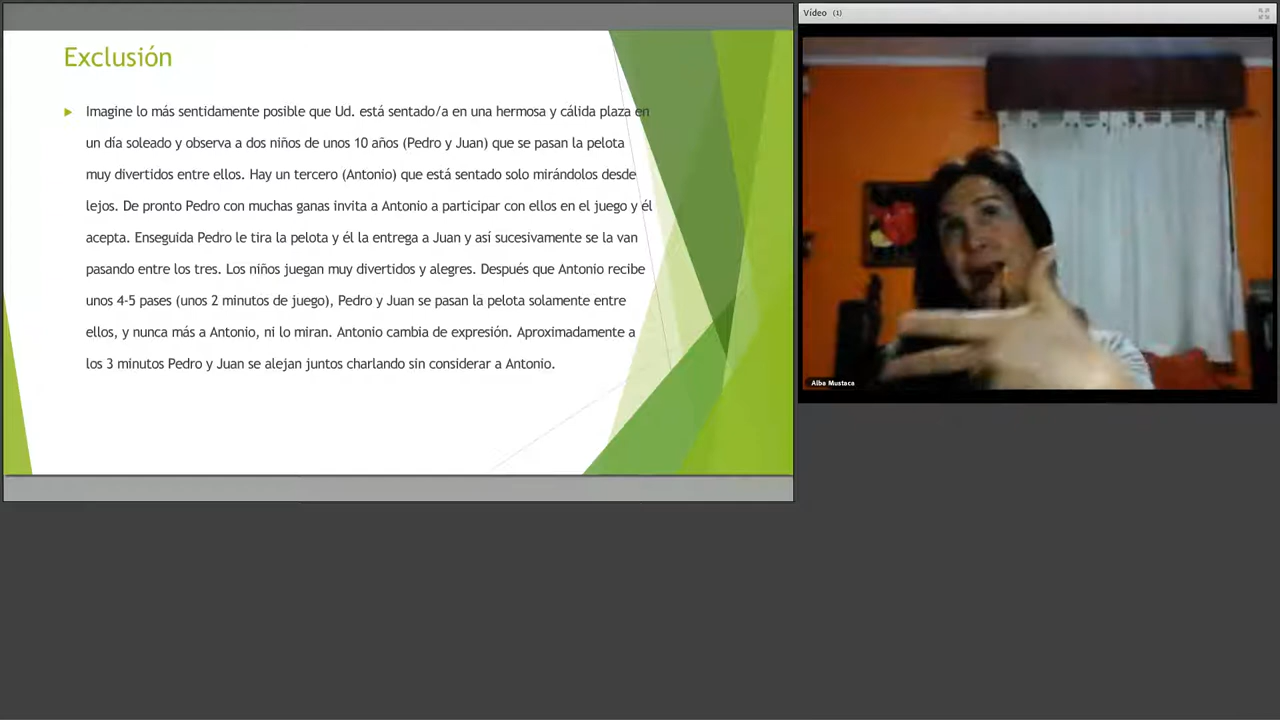 Exclusión
Imagine lo más sentidamente posible que Ud. está sentado/a en una hermosa y cálida plaza en
un día soleado y observa a dos niños de unos 10 años (Pedro y Juan) que se pasan la pelota
muy divertidos entre ellos. Hay un tercero (Antonio) que está sentado solo mirándolos desde
lejos. De pronto Pedro con muchas ganas invita a Antonio a participar con ellos en el juego y él
acepta. Enseguida Pedro le tira la pelota y él la entrega a Juan y así sucesivamente se la van
pasando entre los tres. Los niños juegan muy divertidos y alegres. Después que Antonio recibe
unos 4-5 pases (unos 2 minutos de juego), Pedro y Juan se pasan la pelota solamente entre
ellos, y nunca más a Antonio, ni lo miran. Antonio cambia de expresión. Aproximadamente a
los 3 minutos Pedro y Juan se alejan juntos charlando sin considerar a Antonio.
Vídeo (1)
Alba Mustaca